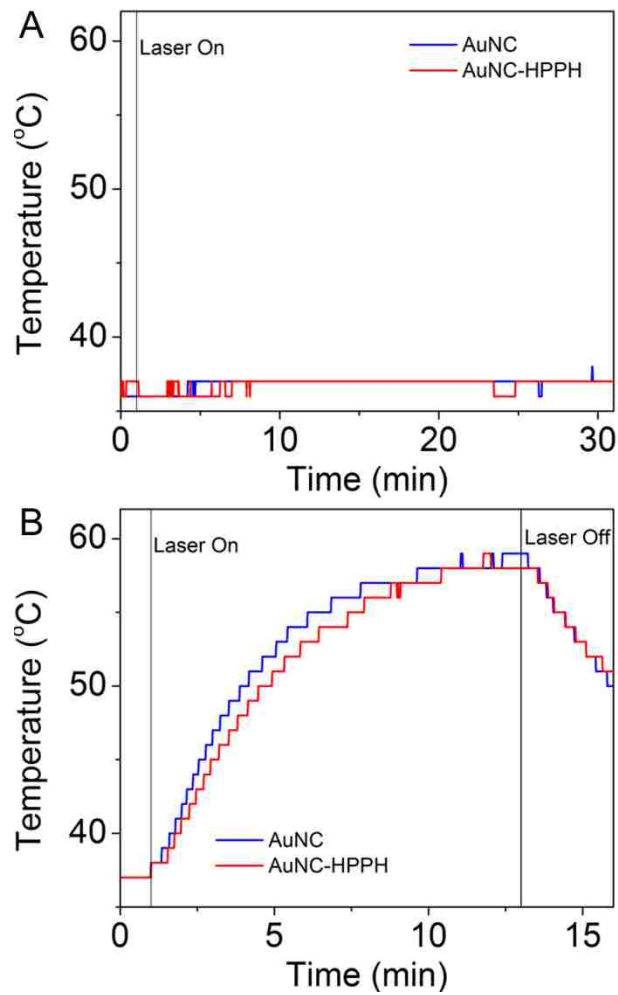 A
60
Laser On
AuNC
AuNC-HPPH
50
40
Temperature (°C)
0 10 20 30
Time (min)
B
60
Laser On
Laser Off
50
40
Temperature (°C)
AuNC
AuNC-HPPH
0 5 10 15
Time (min)